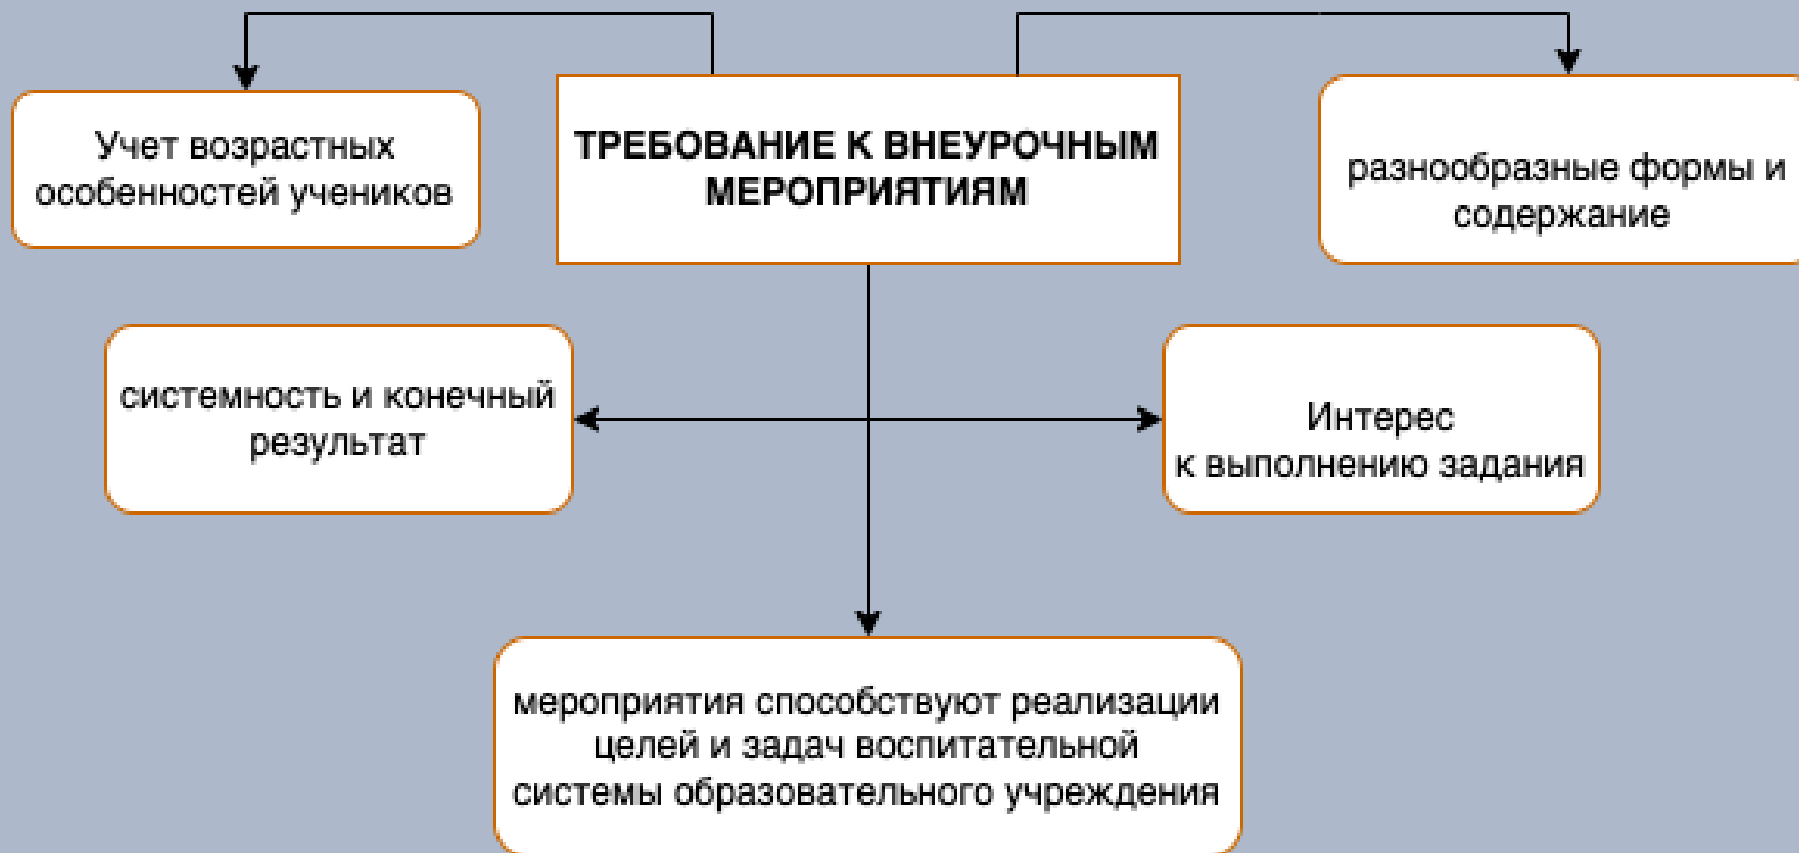 Учет возрастных
особенностей учеников
ТРЕБОВАНИЕ К ВНЕУРОЧНЫМ
МЕРОПРИЯТИЯМ
разнообразные формы и
содержание
системность и конечный
результат
Интерес
к выполнению задания
мероприятия способствуют реализации
целей и задач воспитательной
системы образовательного учреждения